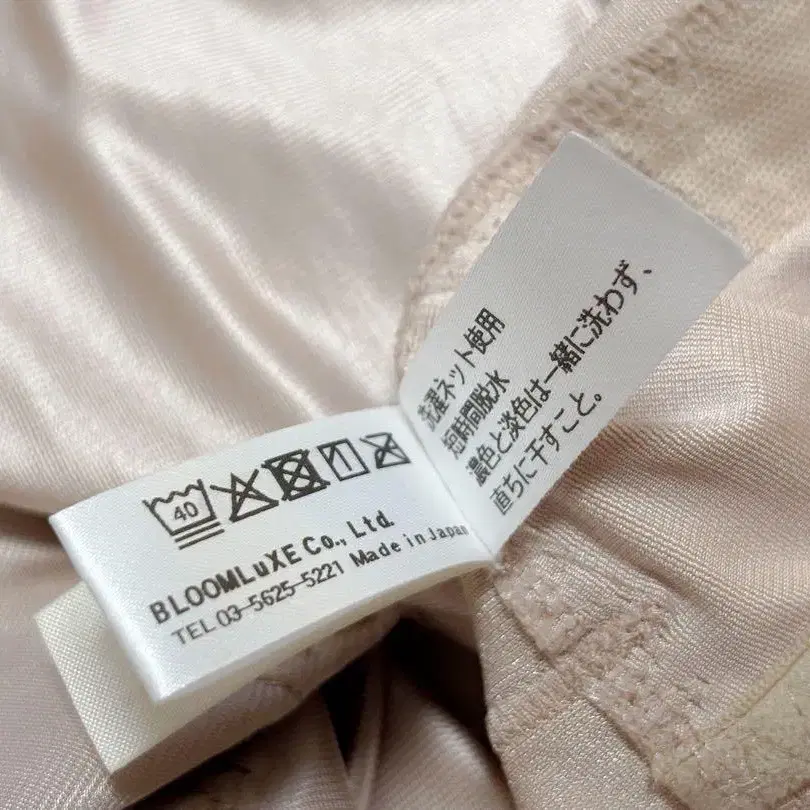 40
BLOOMLuXE Co., Ltd.
TEL 03-5625-5221 Made in Japan
洗濯ネット使用
短時間脱水
濃色と淡色は一緒に洗わず、
直ちに干すこと。